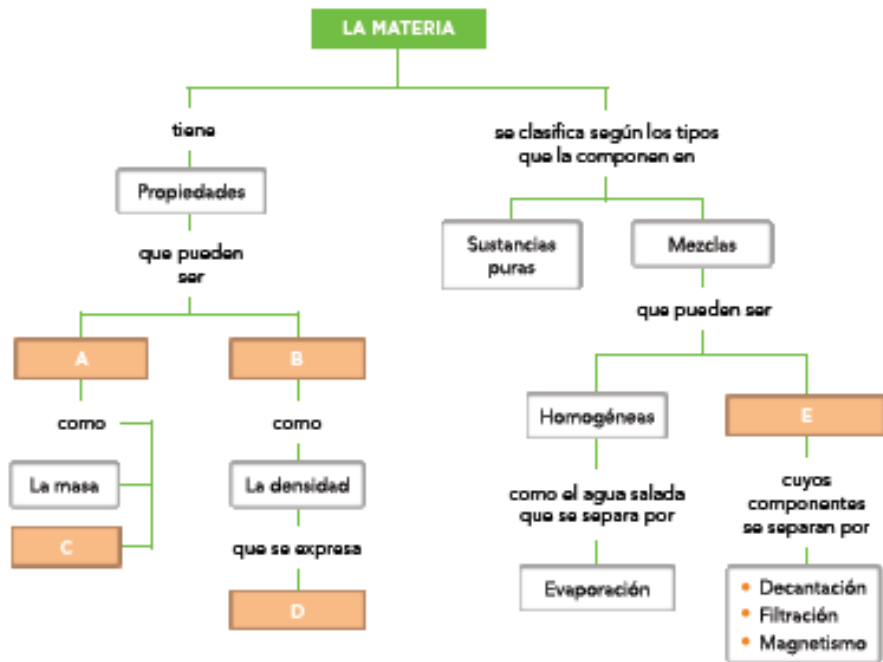 LA MATERIA
tiene
Propiedades
que pueden
ser
A
como
La masa
C
B
como
La densidad
que se expresa
D
se clasifica según los tipos
que la componen en
Sustancias
puras
Mezclas
que pueden ser
Homogéneas
como el agua salada
que se separa por
Evaporación
E
cuyos
componentes
se separan por
• Decantación
• Filtración
• Magnetismo